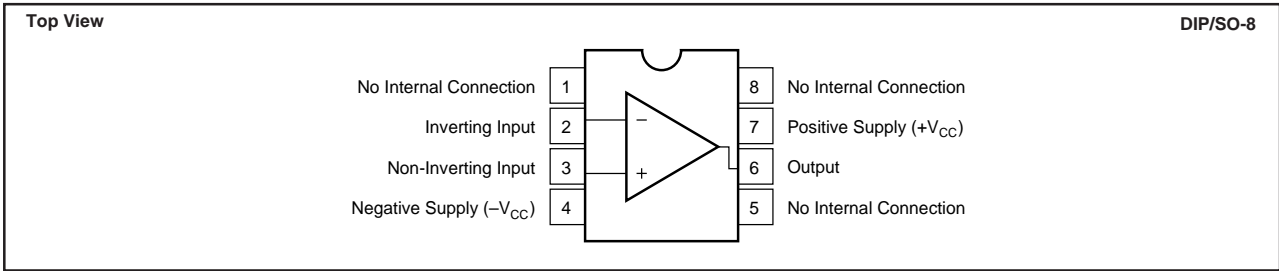 Top View
DIP/SO-8
No Internal Connection 1
8 No Internal Connection
Inverting Input 2
−
7 Positive Supply (+VCC)
Non-Inverting Input 3
+
6 Output
Negative Supply (–VCC) 4
5 No Internal Connection